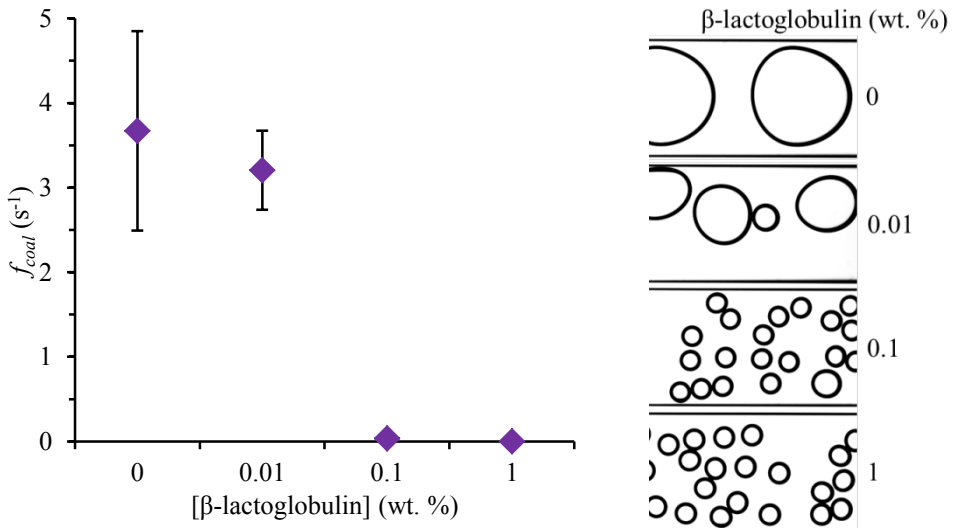 5
4
3
2
1
0
f_coal (s⁻¹)
0 0.01 0.1 1
[β-lactoglobulin] (wt. %)
β-lactoglobulin (wt. %)
0
0.01
0.1
1